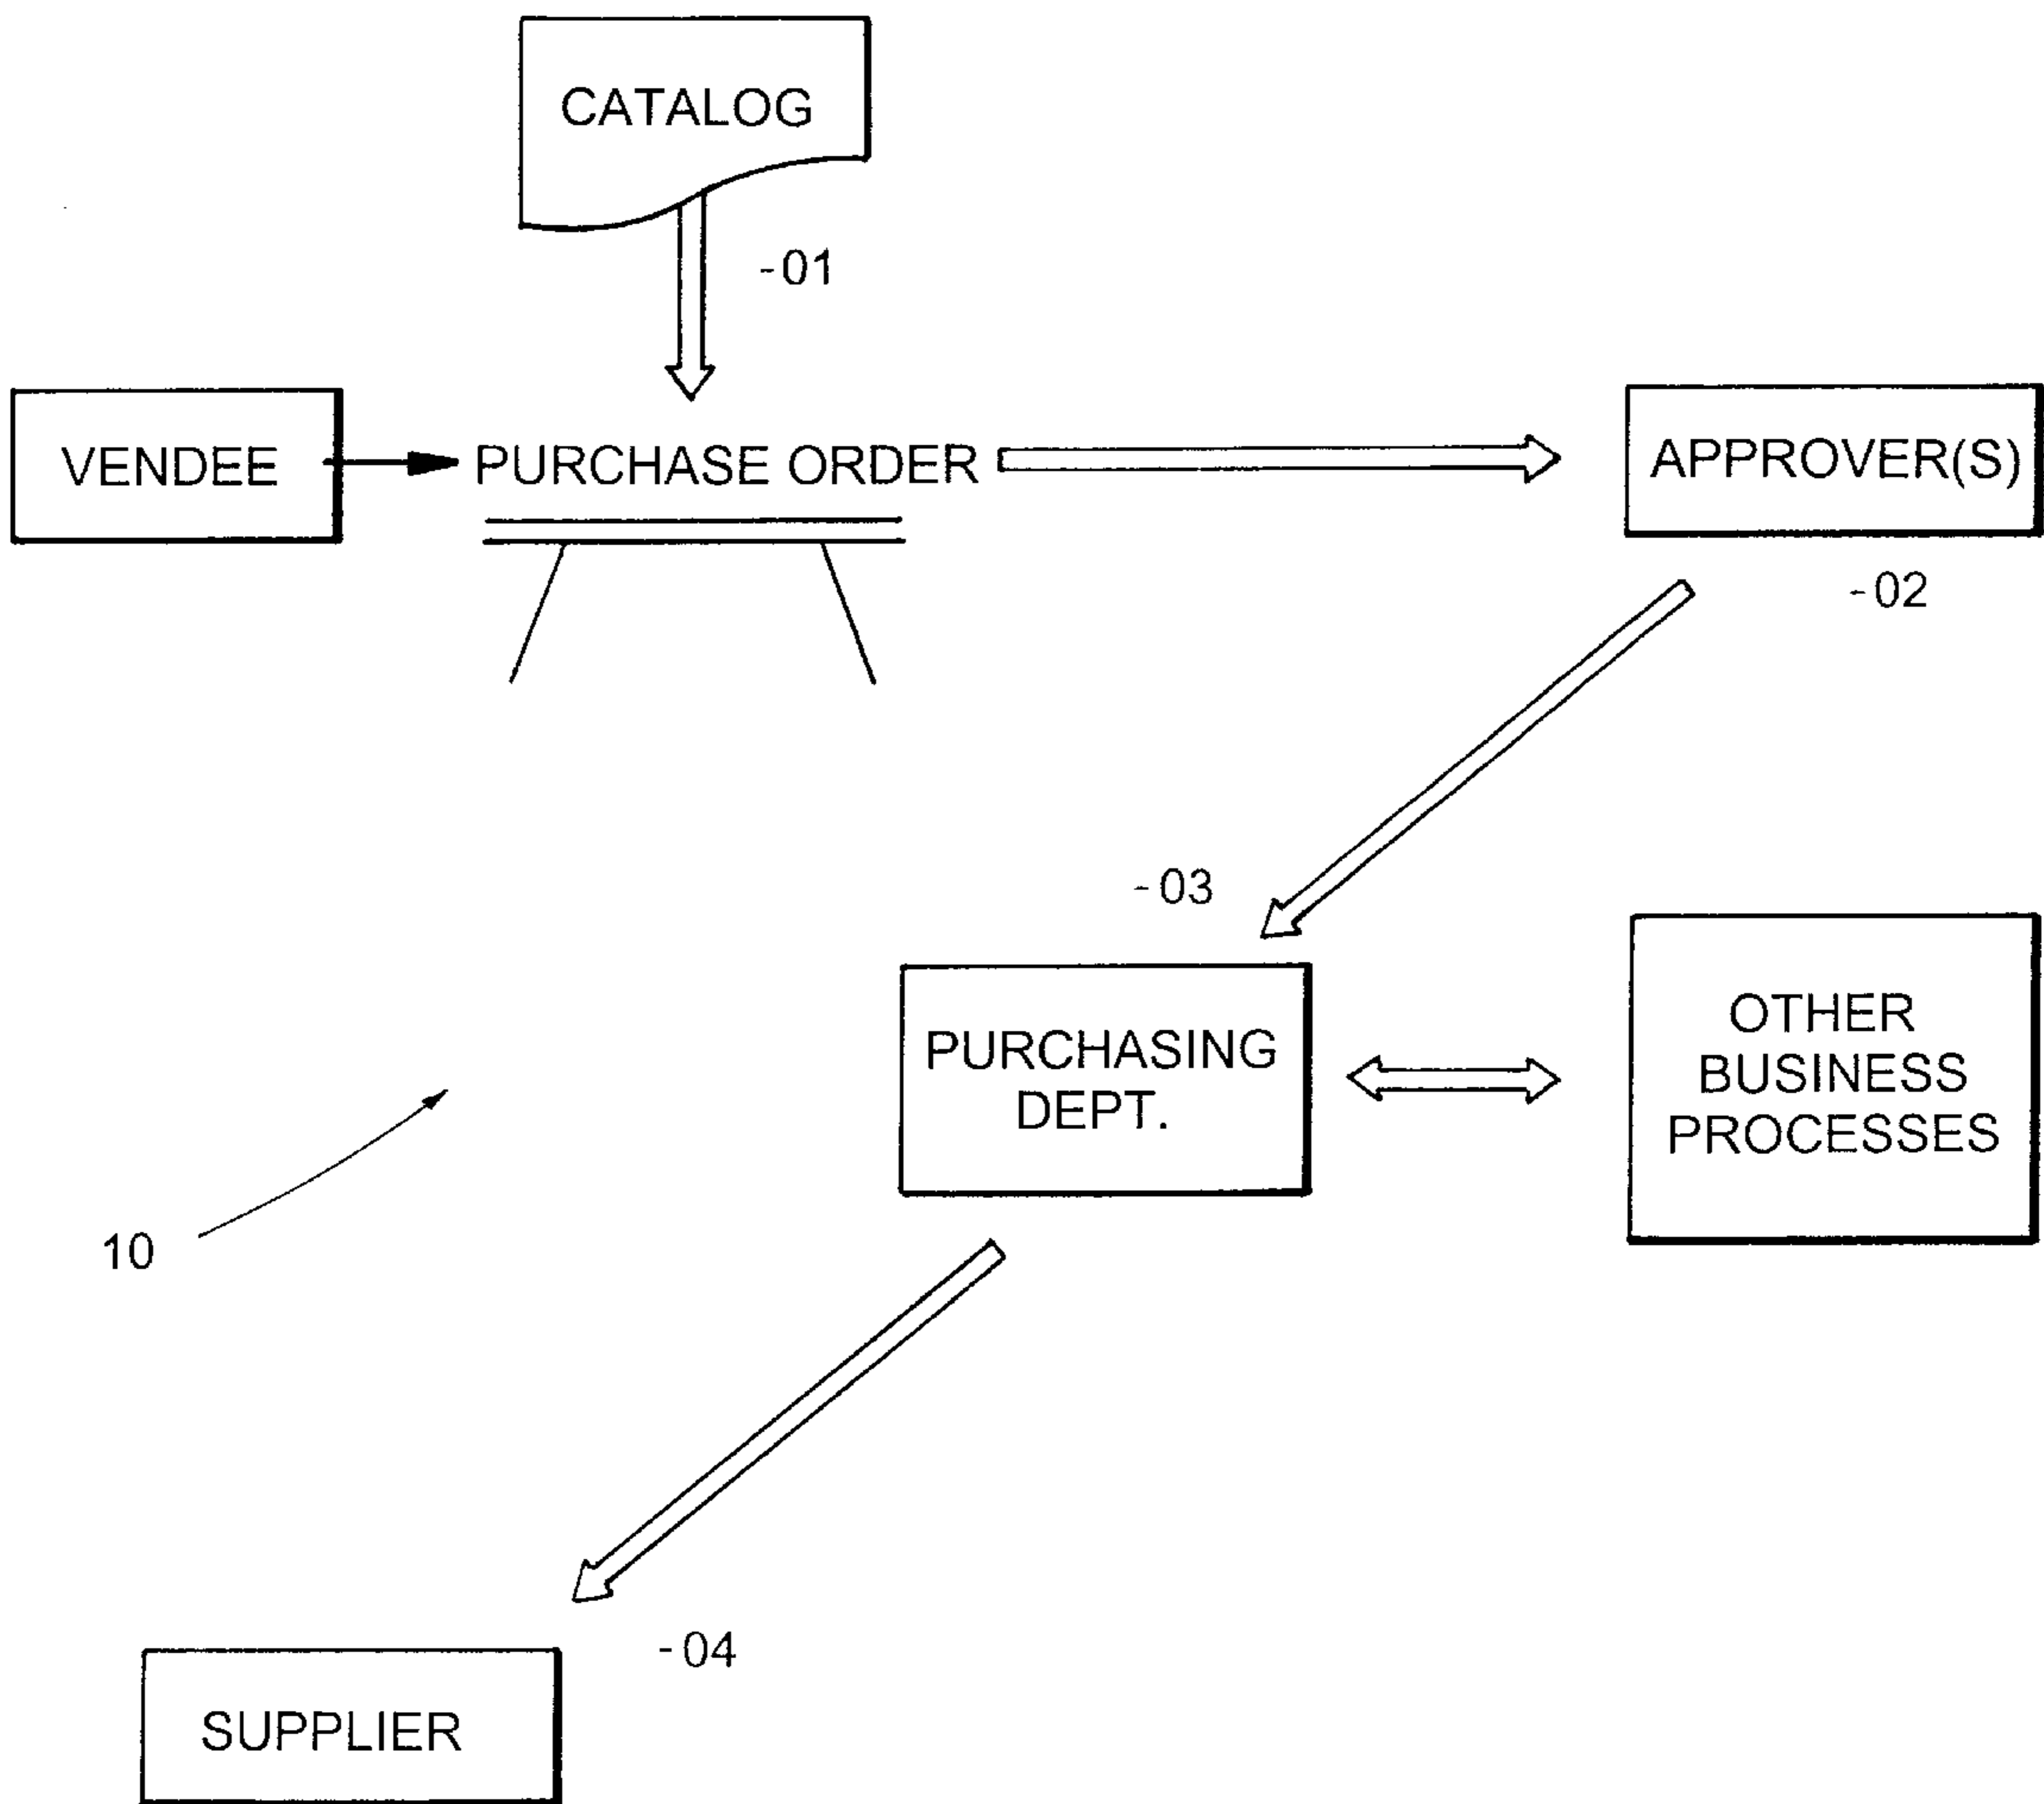 CATALOG
-01
VENDEE
PURCHASE ORDER
APPROVER(S)
-02
-03
PURCHASING
DEPT.
OTHER
BUSINESS
PROCESSES
10
-04
SUPPLIER